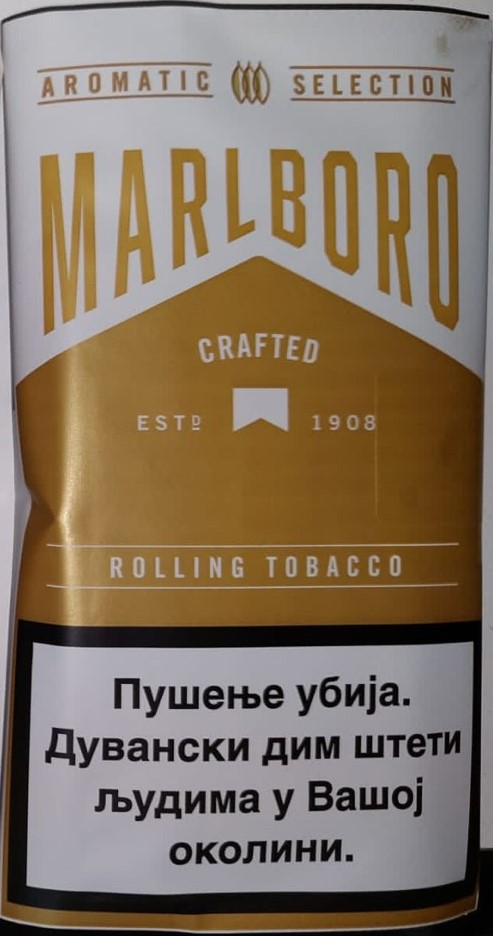 AROMATIC SELECTION
MARLBORO
CRAFTED
ESTD 1908
ROLLING TOBACCO
Пушење убија.
Дувански дим штети
људима у Вашој
околини.